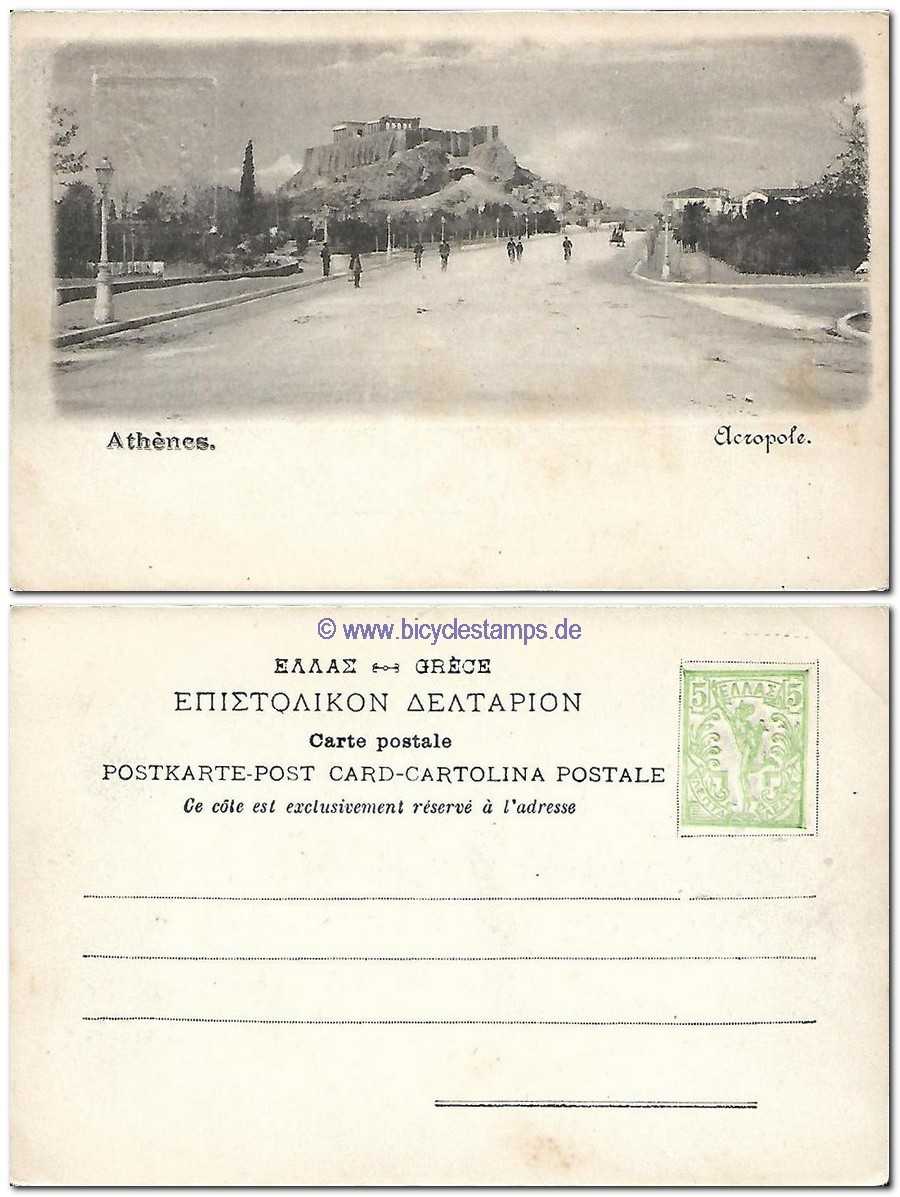 Athènes.
Acropole.
© www.bicyclestamps.de
ΕΛΛΑΣ GRÈCE
ΕΠΙΣΤΟΛΙΚΟΝ ΔΕΛΤΑΡΙΟΝ
Carte postale
POSTKARTE-POST CARD-CARTOLINA POSTALE
Ce côte est exclusivement réservé à l'adresse
5 ΕΛΛΑΣ 5
ΛΕΠΤΑ